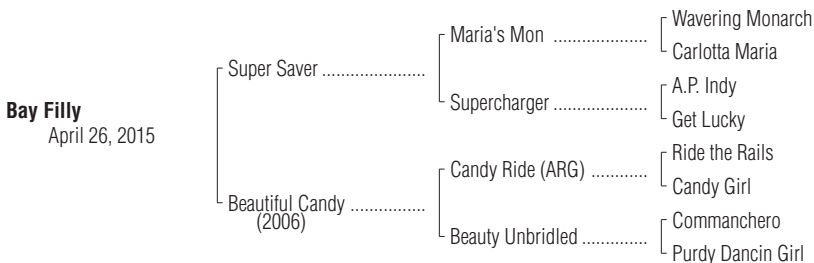 Bay Filly
April 26, 2015
Super Saver ......................
Beautiful Candy ................
(2006)
Maria's Mon ....................
Supercharger ....................
Candy Ride (ARG) ............
Beauty Unbridled ..............
Wavering Monarch
Carlotta Maria
A.P. Indy
Get Lucky
Ride the Rails
Candy Girl
Commanchero
Purdy Dancin Girl